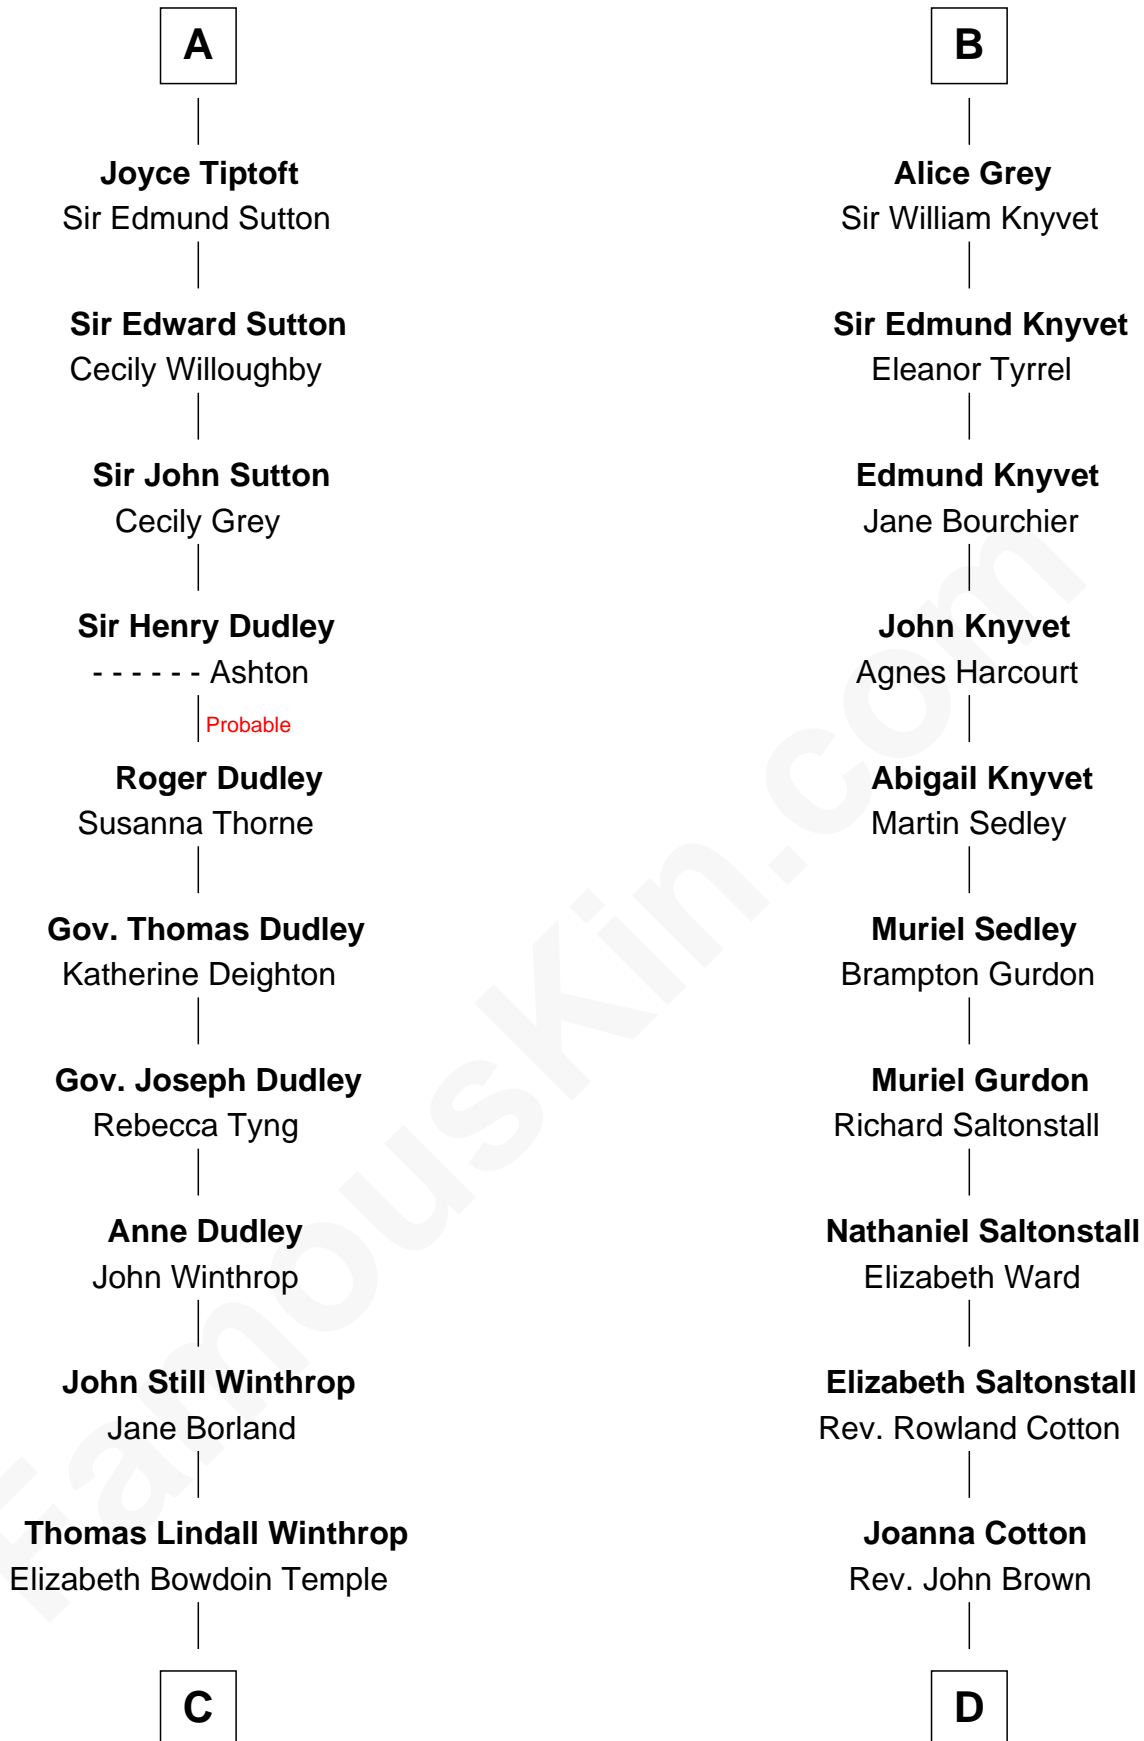 A
Joyce Tiptoft
Sir Edmund Sutton
Sir Edward Sutton
Cecily Willoughby
Sir John Sutton
Cecily Grey
Sir Henry Dudley
- - - - - - Ashton
Probable
Roger Dudley
Susanna Thorne
Gov. Thomas Dudley
Katherine Deighton
Gov. Joseph Dudley
Rebecca Tyng
Anne Dudley
John Winthrop
John Still Winthrop
Jane Borland
Thomas Lindall Winthrop
Elizabeth Bowdoin Temple
C
B
Alice Grey
Sir William Knyvet
Sir Edmund Knyvet
Eleanor Tyrrel
Edmund Knyvet
Jane Bourchier
John Knyvet
Agnes Harcourt
Abigail Knyvet
Martin Sedley
Muriel Sedley
Brampton Gurdon
Muriel Gurdon
Richard Saltonstall
Nathaniel Saltonstall
Elizabeth Ward
Elizabeth Saltonstall
Rev. Rowland Cotton
Joanna Cotton
Rev. John Brown
D
FamousKin.com